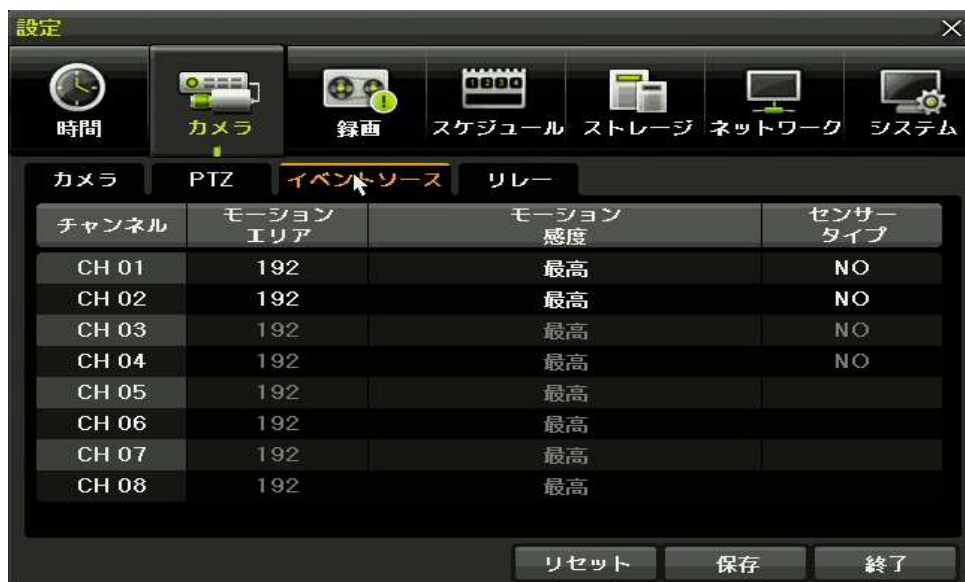 設定
時間 カメラ 録画 スケジュール ストレージ ネットワーク システム
カメラ PTZ イベントソース リレー
チャンネル モーション エリア モーション 感度 センサー タイプ
CH 01 192 最高 NO
CH 02 192 最高 NO
CH 03 192 最高 NO
CH 04 192 最高 NO
CH 05 192 最高
CH 06 192 最高
CH 07 192 最高
CH 08 192 最高
リセット 保存 終了